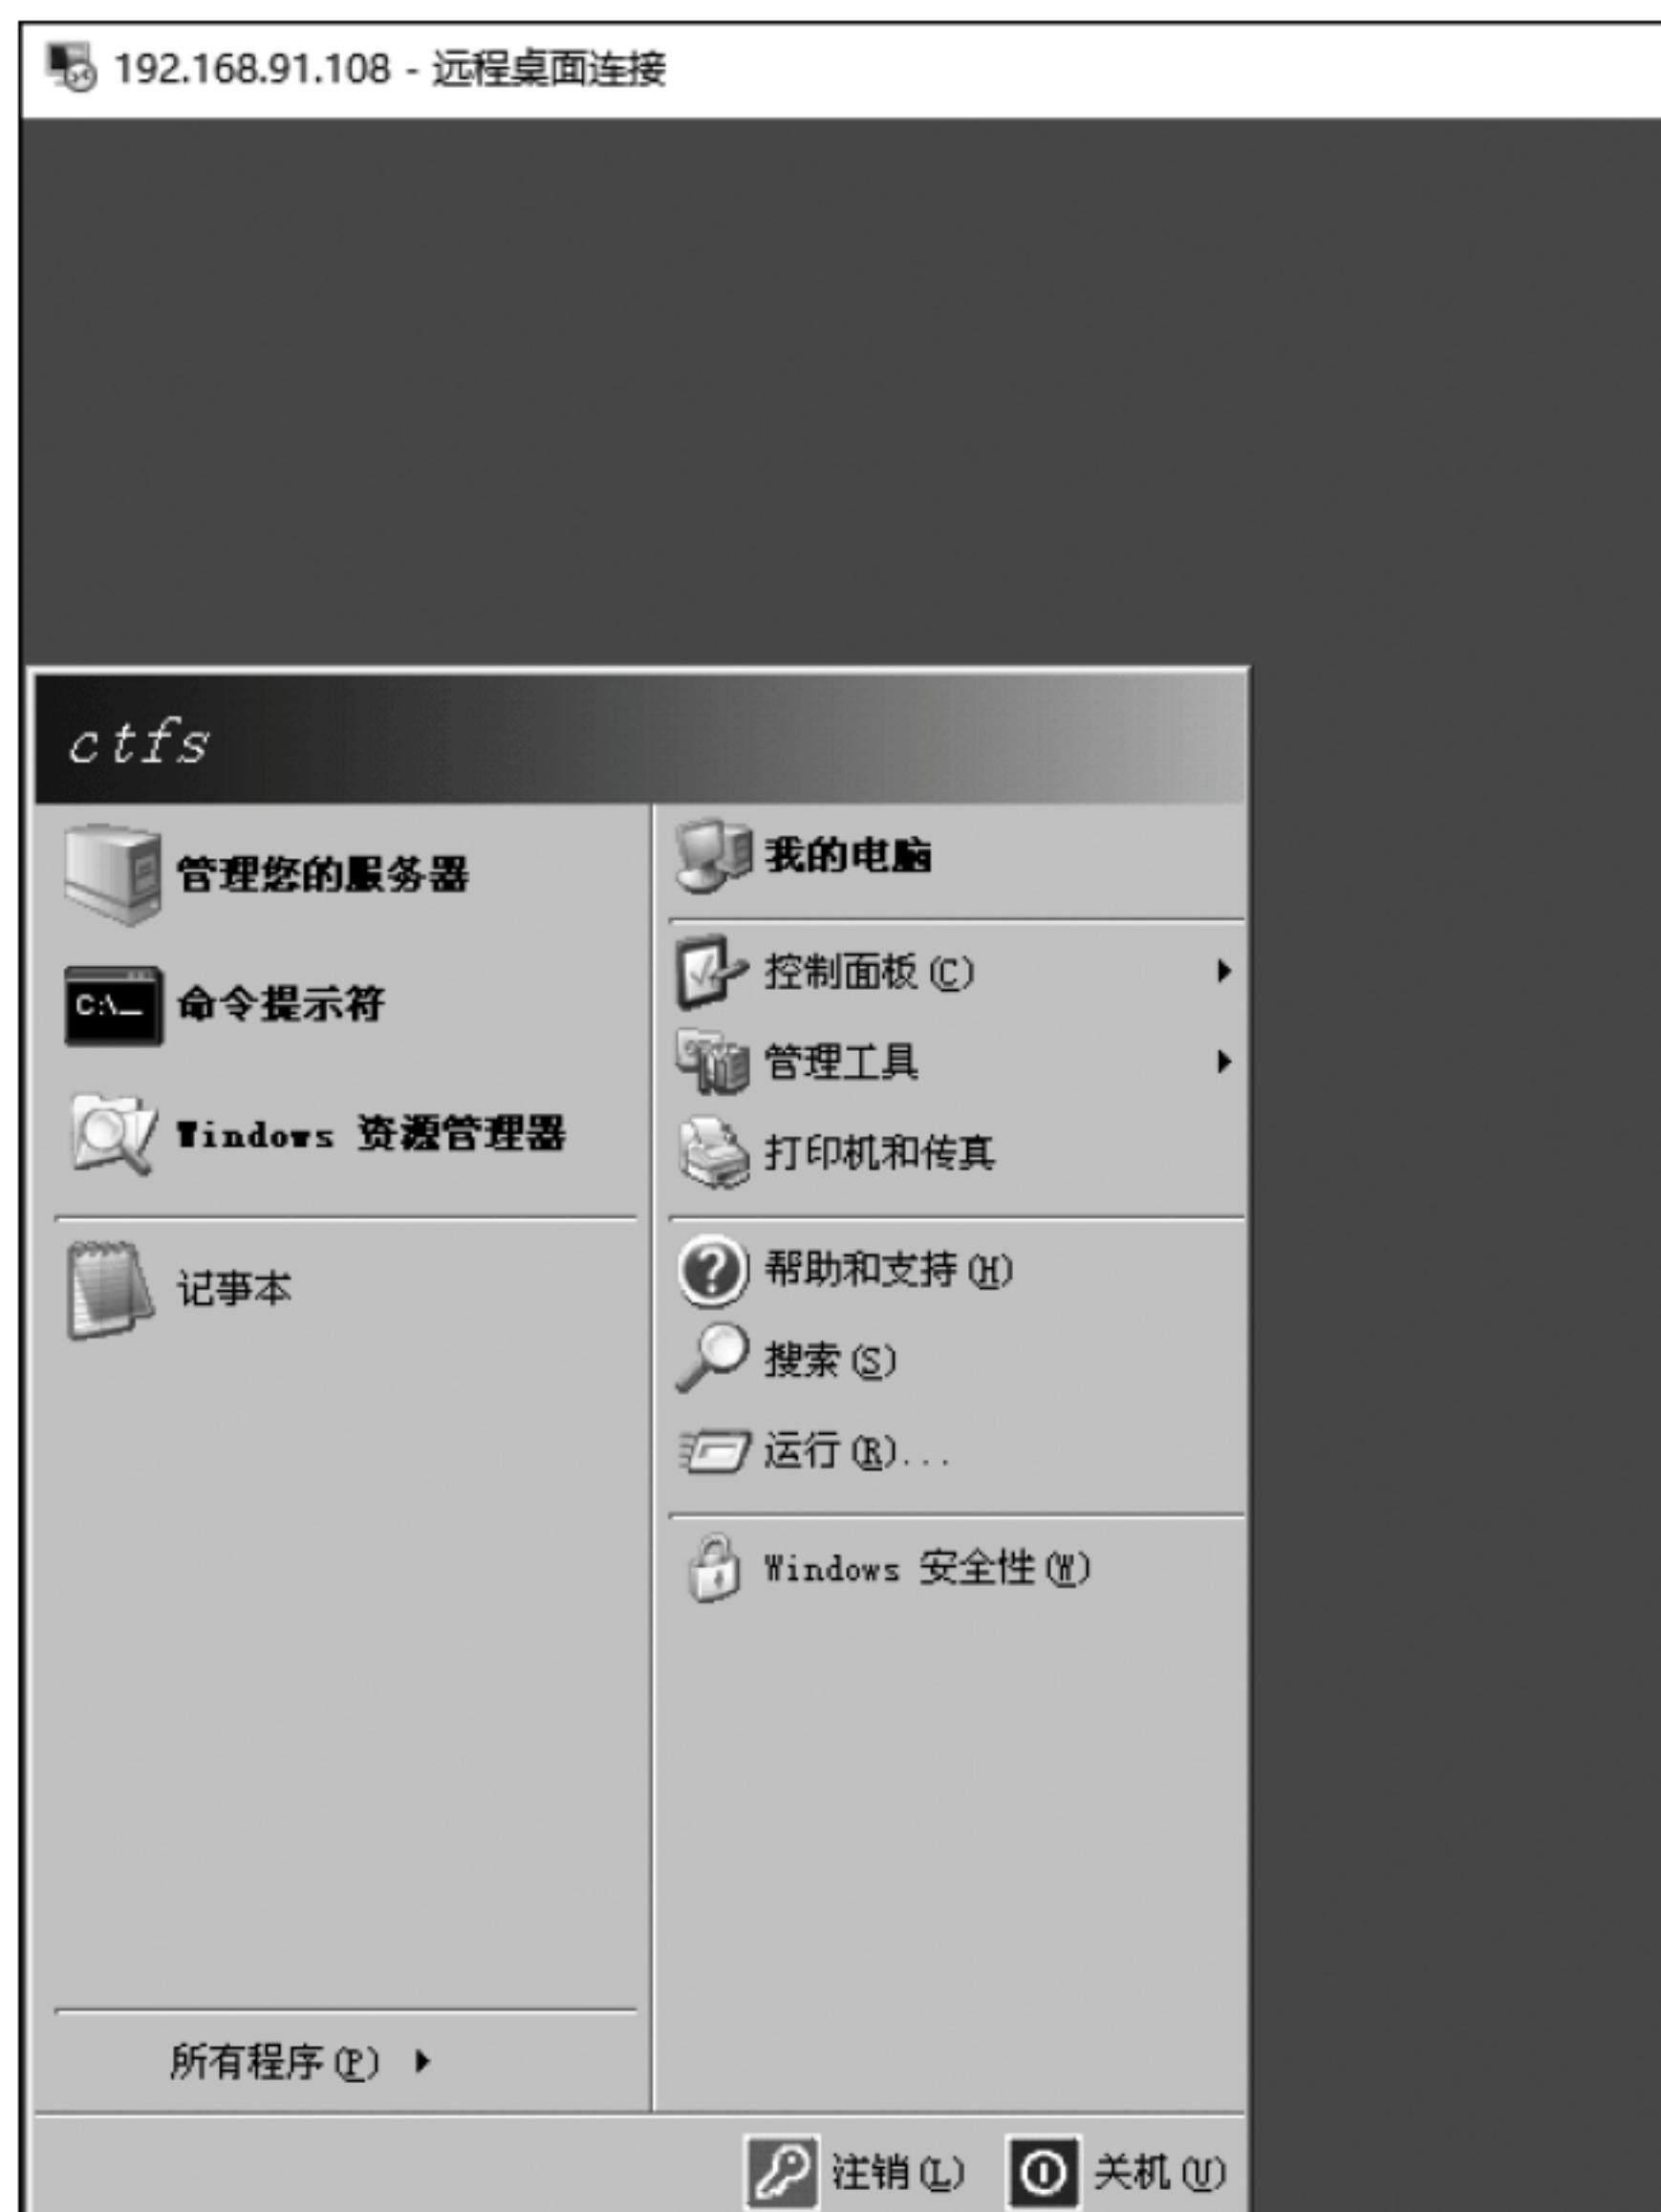 192.168.91.108 - 远程桌面连接
ctfs
管理您的服务器
命令提示符
C:\_
Windows 资源管理器
记事本
所有程序(P)
我的电脑
控制面板(C)
管理工具
打印机和传真
帮助和支持(H)
搜索(S)
运行(R)...
Windows 安全性(W)
注销(L)
关机(U)